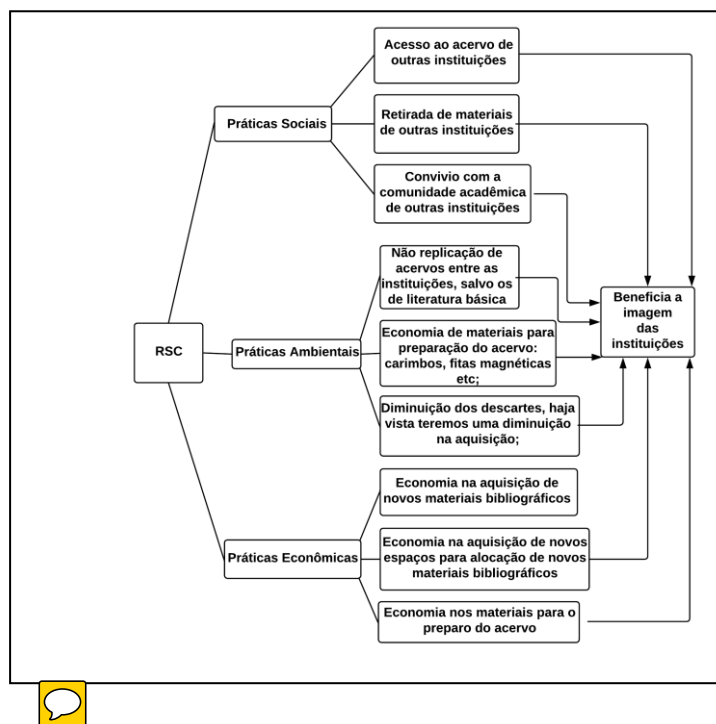 RSC
Práticas Sociais
Acesso ao acervo de
outras instituições
Retirada de materiais
de outras instituições
Convivio com a
comunidade acadêmica
de outras instituições
Práticas Ambientais
Não replicação de
acervos entre as
instituições, salvo os
de literatura básica
Economia de materiais para
preparação do acervo:
carimbos, fitas magnéticas
etc;
Diminuição dos descartes, haja
vista teremos uma diminuição
na aquisição;
Práticas Econômicas
Economia na aquisição de
novos materiais bibliográficos
Economia na aquisição de novos
espaços para alocação de novos
materiais bibliográficos
Economia nos materiais para o
preparo do acervo
Beneficia a
imagem
das
instituições